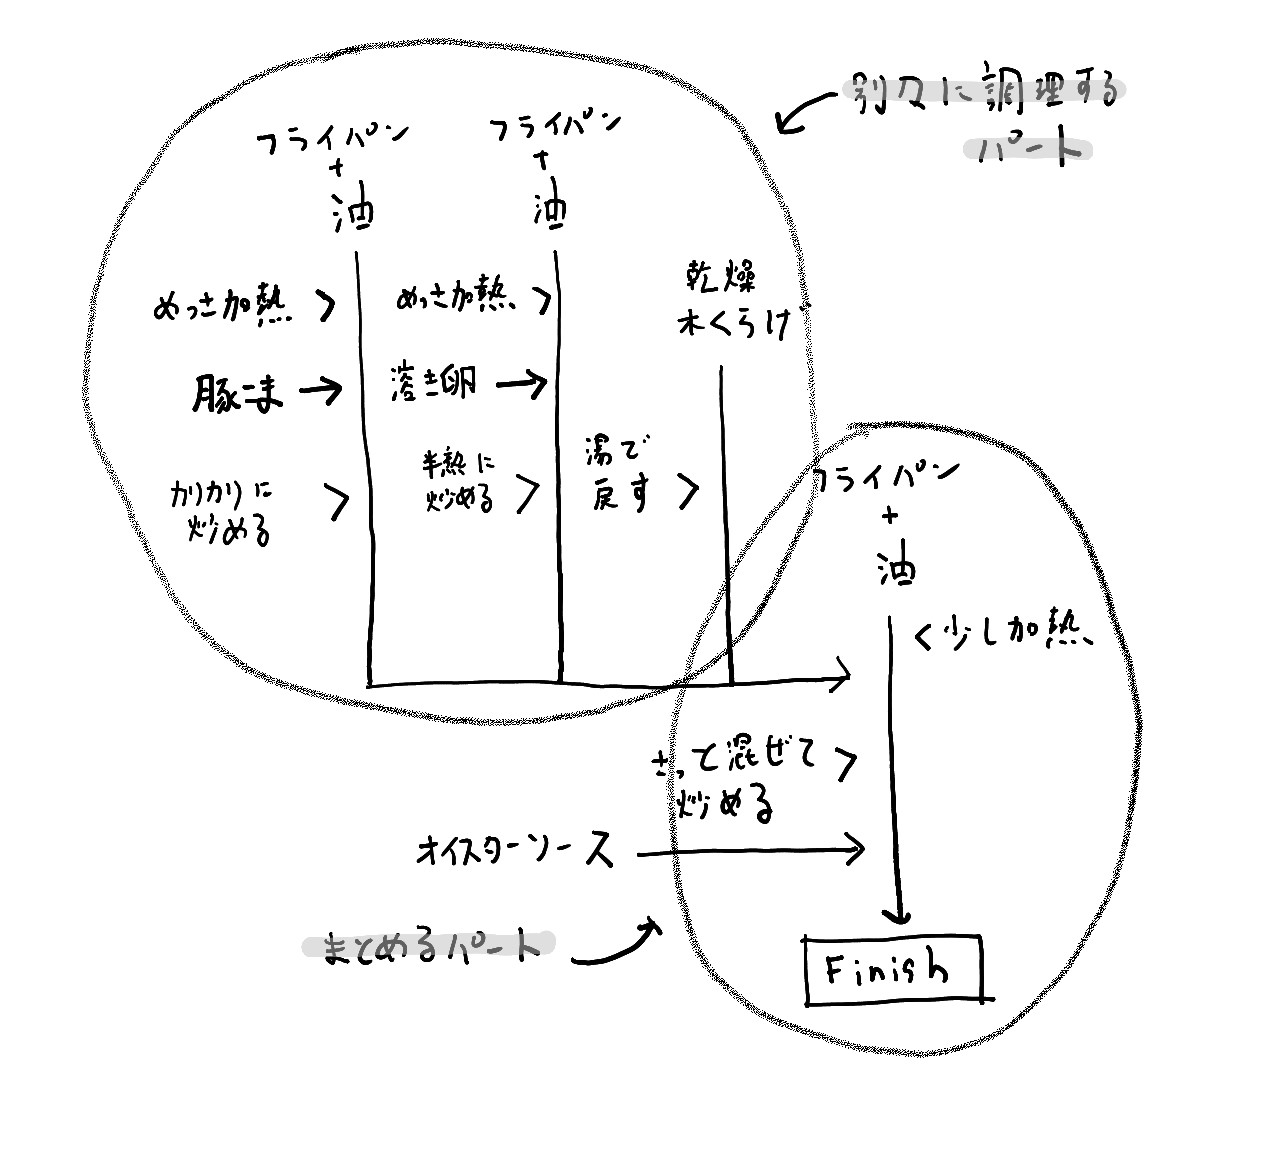 別々に調理する
パート
フライパン
+
油
めっさ加熱
豚こま
カリカリに
炒める
フライパン
+
油
めっさ加熱
溶き卵
半熟に
炒める
乾燥
木くらげ
湯で
戻す
フライパン
+
油
少し加熱
さっと混ぜて
炒める
オイスターソース
まとめるパート
Finish